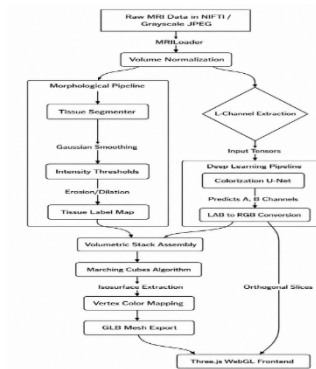 Raw MRI Data in NIFTI /
Grayscale JPEG
MRILoader
Volume Normalization
Morphological Pipeline
Tissue Segmenter
Gaussian Smoothing
Intensity Thresholds
Erosion/Dilation
Tissue Label Map
L-Channel Extraction
Input Tensors
Deep Learning Pipeline
Colorization U-Net
Predicts A, B Channels
LAB to RGB Conversion
Volumetric Stack Assembly
Marching Cubes Algorithm
Isosurface Extraction
Orthogonal Slices
Vertex Color Mapping
GLB Mesh Export
Three.js WebGL Frontend